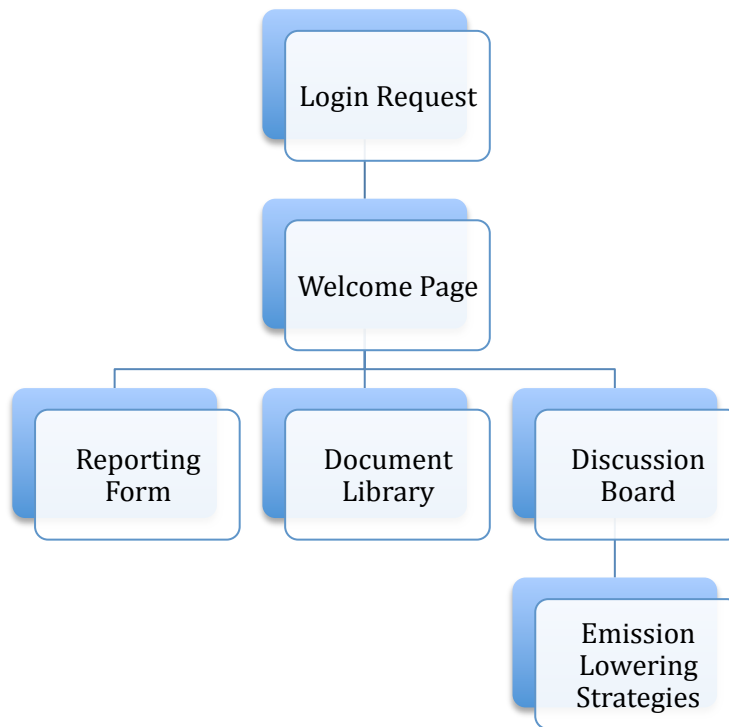 Login Request
Welcome Page
Reporting
Form
Document
Library
Discussion
Board
Emission
Lowering
Strategies